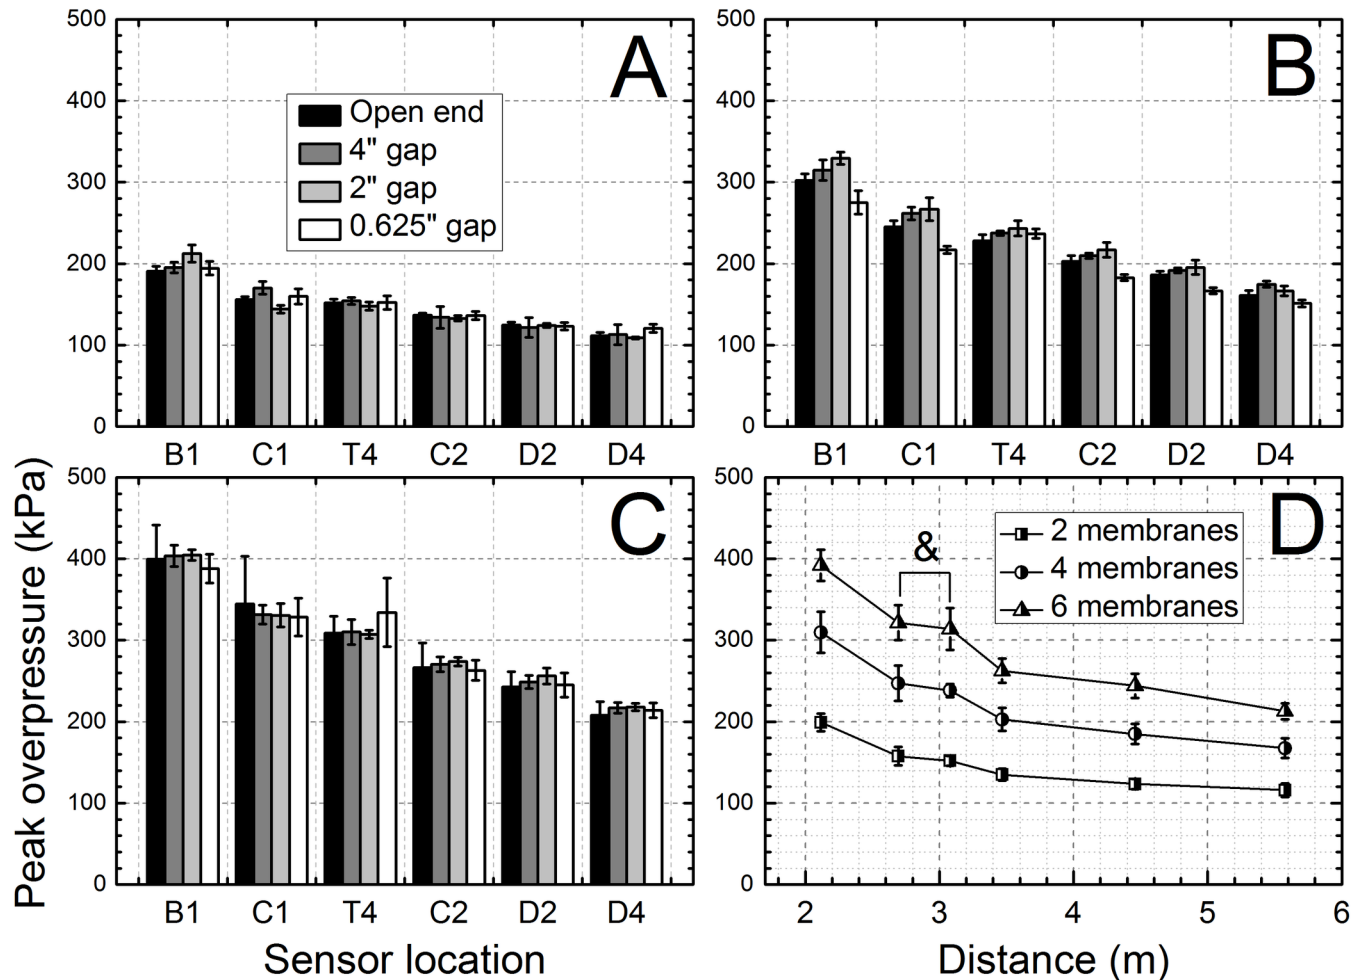 A
500
400
300
200
100
0
Open end
4" gap
2" gap
0.625" gap
B1 C1 T4 C2 D2 D4
B
500
400
300
200
100
0
B1 C1 T4 C2 D2 D4
Peak overpressure (kPa)
C
500
400
300
200
100
0
B1 C1 T4 C2 D2 D4
Sensor location
D
500
400
300
200
100
0
&
2 membranes
4 membranes
6 membranes
2 3 4 5 6
Distance (m)